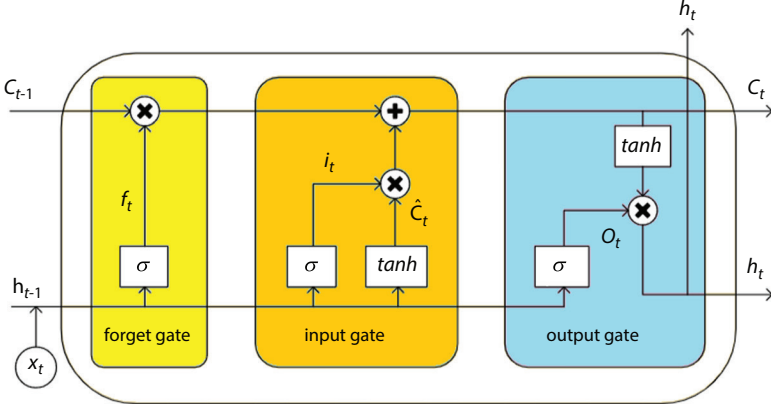 h_t
C_{t-1}
C_t
tanh
i_t
f_t
Ĉ_t
O_t
σ
σ
tanh
σ
h_{t-1}
h_t
forget gate
input gate
output gate
x_t